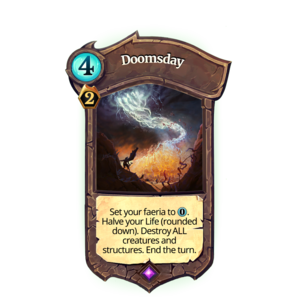 4
Doomsday
2
Set your faeria to 0.
Halve your Life (rounded
down). Destroy ALL
creatures and
structures. End the turn.